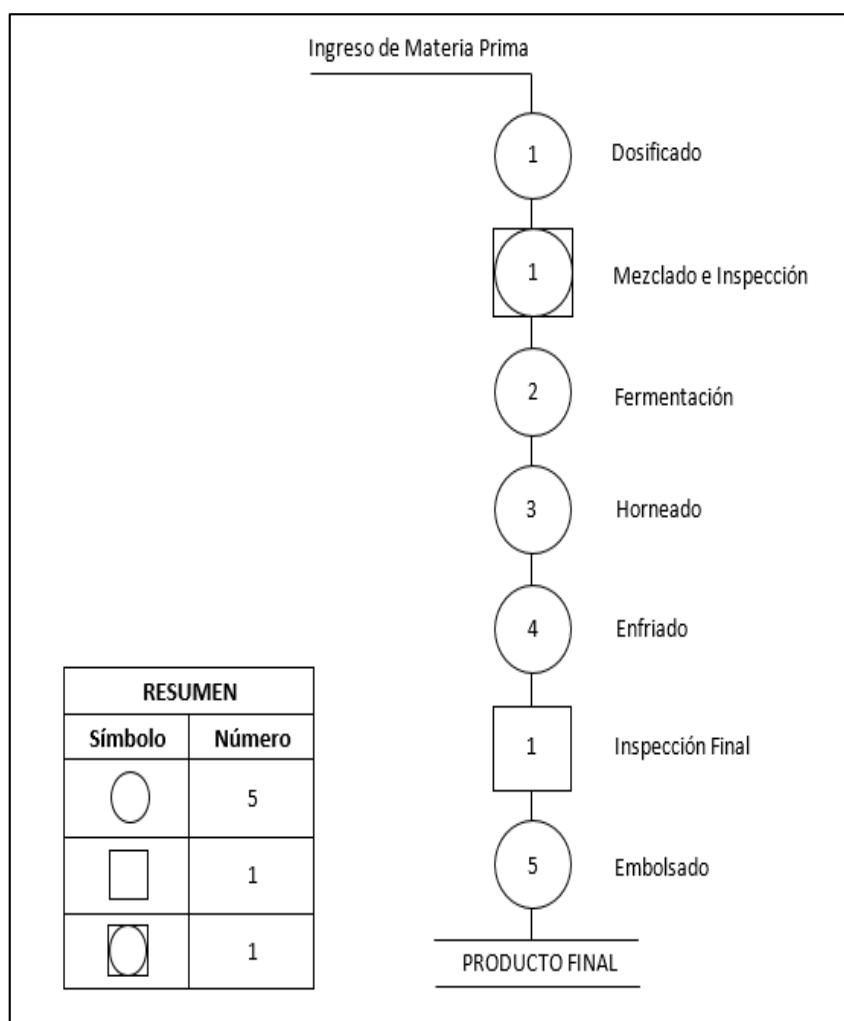 Ingreso de Materia Prima
1
Dosificado
1
Mezclado e Inspección
2
Fermentación
3
Horneado
4
Enfriado
1
Inspección Final
5
Embolsado
PRODUCTO FINAL
RESUMEN
Símbolo Número
5
1
1